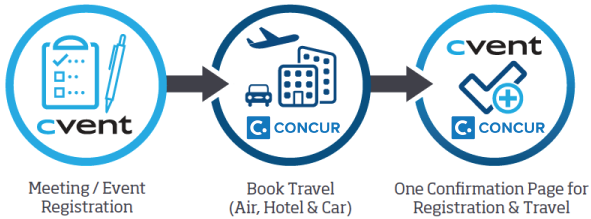 cvent
Meeting / Event
Registration
C. CONCUR
Book Travel
(Air, Hotel & Car)
cvent
C. CONCUR
One Confirmation Page for
Registration & Travel